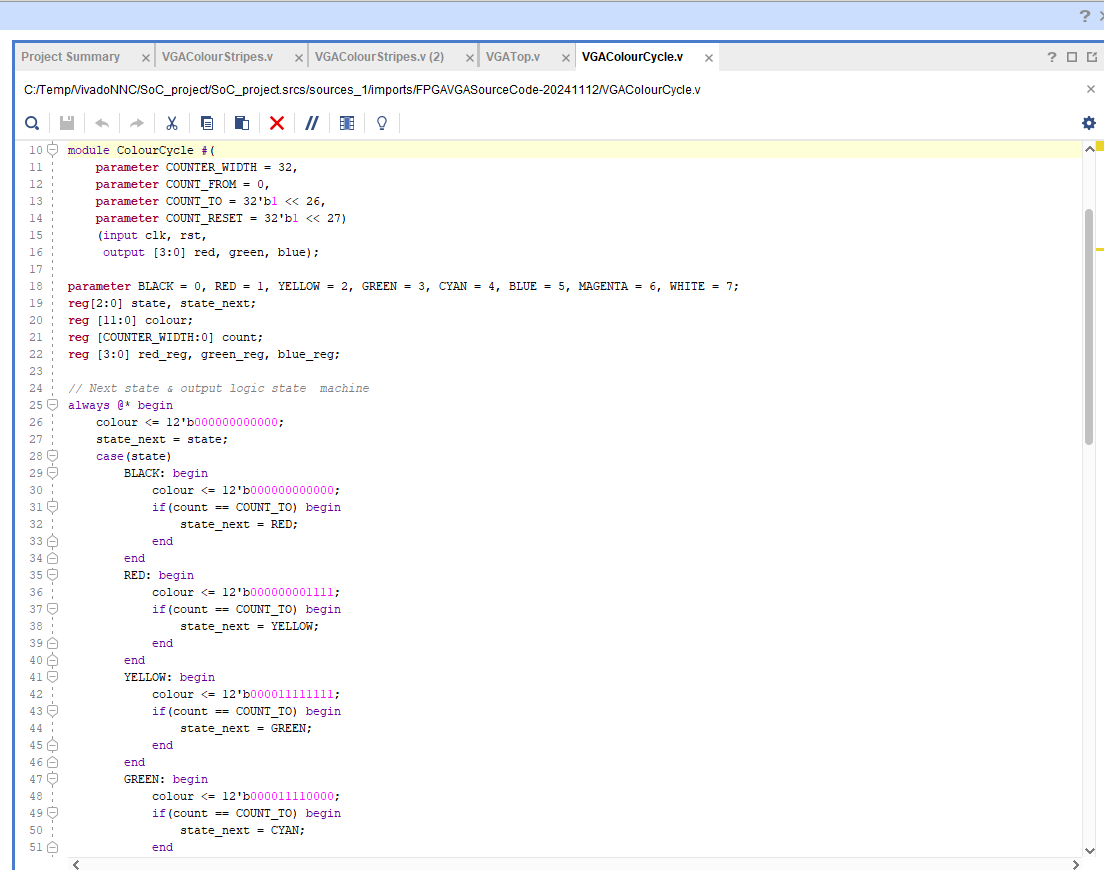 ?
Project Summary × VGAColourStripes.v × VGAColourStripes.v (2) × VGATop.v × VGAColourCycle.v ×
?
C:/Temp/VivadoNNC/SoC_project/SoC_project.srcs/sources_1/imports/FPGAVGASourceCode-20241112/VGAColourCycle.v ×
//
10 module ColourCycle #(
11     parameter COUNTER_WIDTH = 32,
12     parameter COUNT_FROM = 0,
13     parameter COUNT_TO = 32'b1 << 26,
14     parameter COUNT_RESET = 32'b1 << 27)
15     (input clk, rst,
16      output [3:0] red, green, blue);
17
18 parameter BLACK = 0, RED = 1, YELLOW = 2, GREEN = 3, CYAN = 4, BLUE = 5, MAGENTA = 6, WHITE = 7;
19 reg[2:0] state, state_next;
20 reg [11:0] colour;
21 reg [COUNTER_WIDTH:0] count;
22 reg [3:0] red_reg, green_reg, blue_reg;
23
24 // Next state & output logic state  machine
25 always @* begin
26     colour <= 12'b000000000000;
27     state_next = state;
28     case(state)
29         BLACK: begin
30             colour <= 12'b000000000000;
31             if(count == COUNT_TO) begin
32                 state_next = RED;
33             end
34         end
35         RED: begin
36             colour <= 12'b000000001111;
37             if(count == COUNT_TO) begin
38                 state_next = YELLOW;
39             end
40         end
41         YELLOW: begin
42             colour <= 12'b000011111111;
43             if(count == COUNT_TO) begin
44                 state_next = GREEN;
45             end
46         end
47         GREEN: begin
48             colour <= 12'b000011110000;
49             if(count == COUNT_TO) begin
50                 state_next = CYAN;
51             end